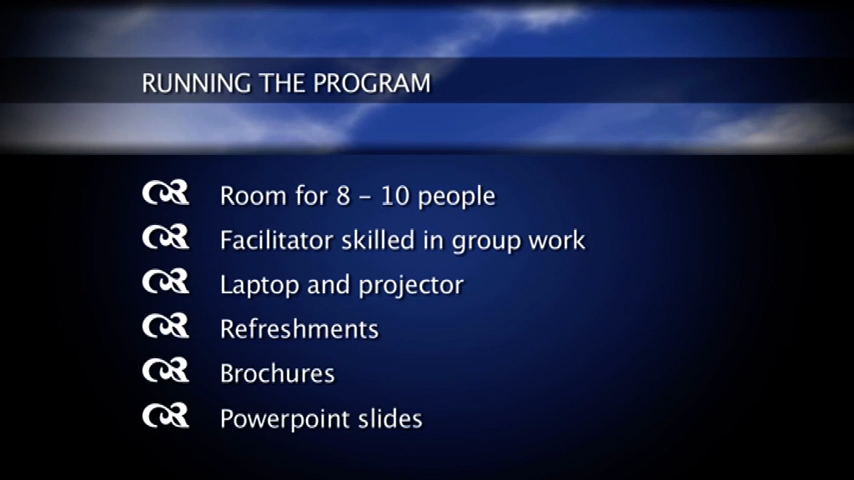 RUNNING THE PROGRAM
Room for 8 – 10 people
Facilitator skilled in group work
Laptop and projector
Refreshments
Brochures
Powerpoint slides